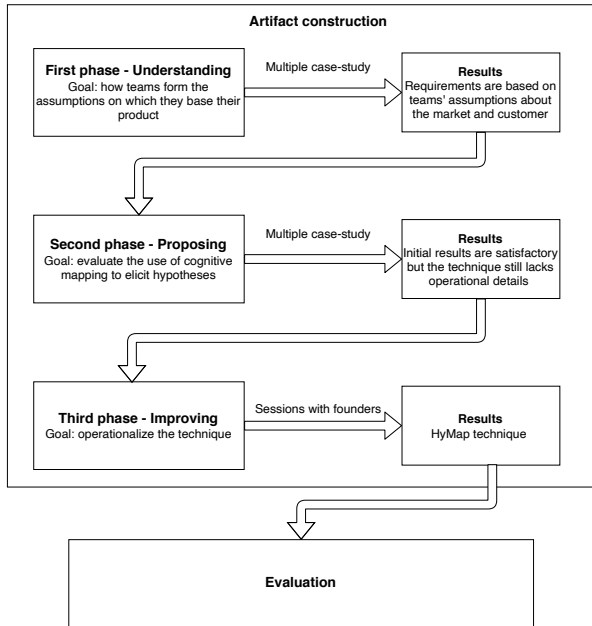 Artifact construction
First phase - Understanding
Goal: how teams form the
assumptions on which they base their
product
Multiple case-study
Results
Requirements are based on
teams' assumptions about
the market and customer
Second phase - Proposing
Goal: evaluate the use of cognitive
mapping to elicit hypotheses
Multiple case-study
Results
Initial results are satisfactory
but the technique still lacks
operational details
Third phase - Improving
Goal: operationalize the technique
Sessions with founders
Results
HyMap technique
Evaluation